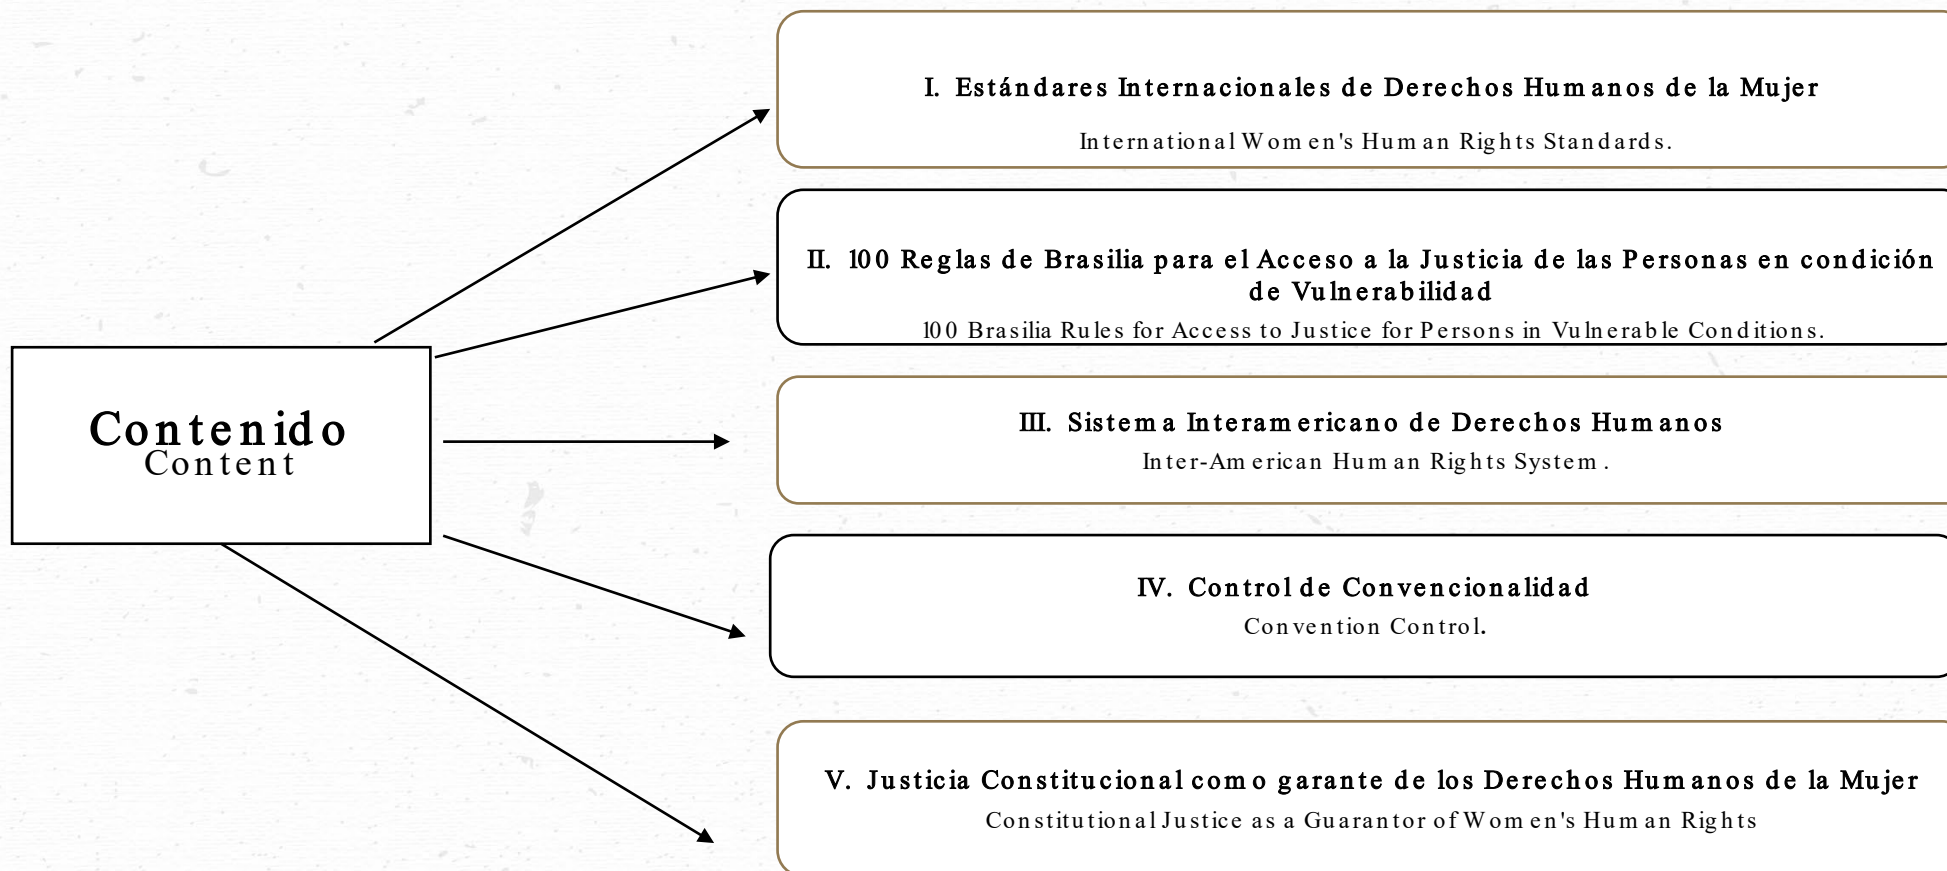 Contenido
Content
I. Estándares Internacionales de Derechos Humanos de la Mujer
International Women's Human Rights Standards.
II. 100 Reglas de Brasilia para el Acceso a la Justicia de las Personas en condición
de Vulnerabilidad
100 Brasilia Rules for Access to Justice for Persons in Vulnerable Conditions.
III. Sistema Interamericano de Derechos Humanos
Inter-American Human Rights System.
IV. Control de Convencionalidad
Convention Control.
V. Justicia Constitucional como garante de los Derechos Humanos de la Mujer
Constitutional Justice as a Guarantor of Women's Human Rights